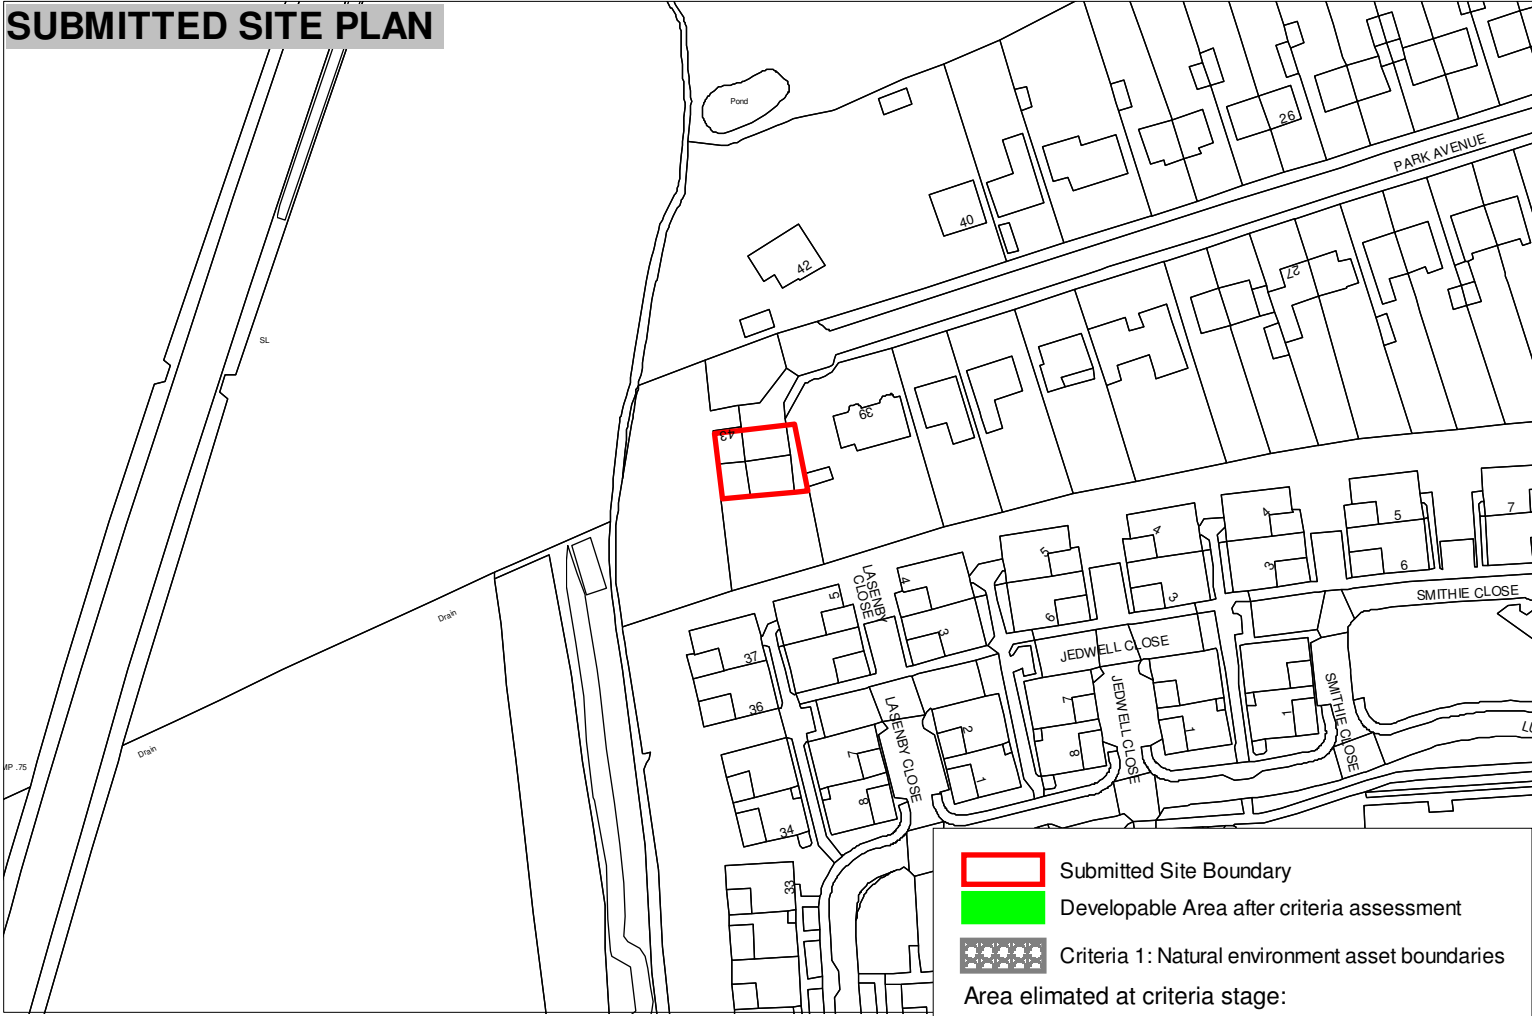 SUBMITTED SITE PLAN
Pond
26
PARK AVENUE
40
42
27
SL
39
43
5
7
4
4
5
4
6
3
LASENBY
CLOSE
5
3
SMITHIE CLOSE
Drain
6
3
JEDWELL CLOSE
37
36
LASENBY CLOSE
2
7
JEDWELL CLOSE
1
1
SMITHIE CLOSE
Drain
7
8
MP .75
1
8
34
33
Submitted Site Boundary
Developable Area after criteria assessment
Criteria 1: Natural environment asset boundaries
Area elimated at criteria stage: